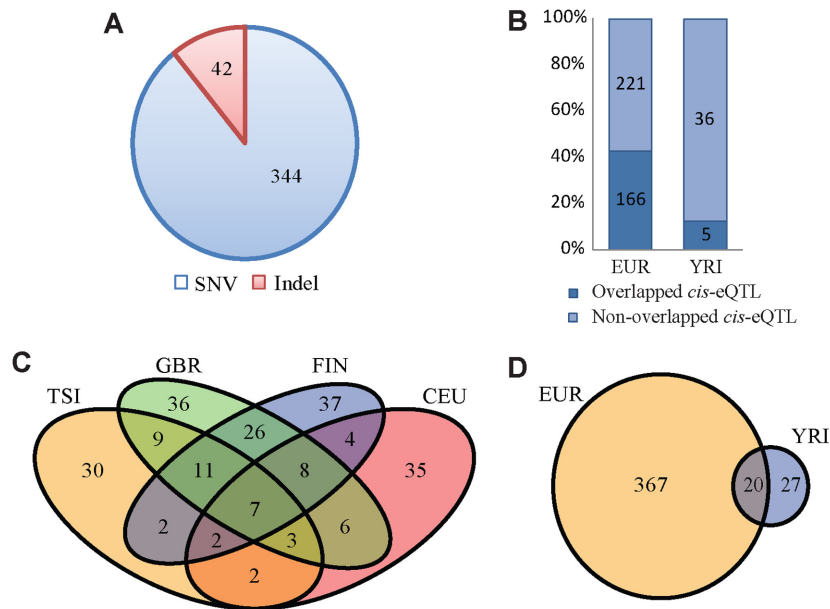 A
42
344
SNV Indel
B
100%
80%
60%
40%
20%
0%
221
166
36
5
EUR YRI
Overlapped cis-eQTL
Non-overlapped cis-eQTL
C
TSI GBR FIN CEU
36 37
9 26 4
30 11 8 35
7
2 2 3 6
2
D
EUR
YRI
367 20 27